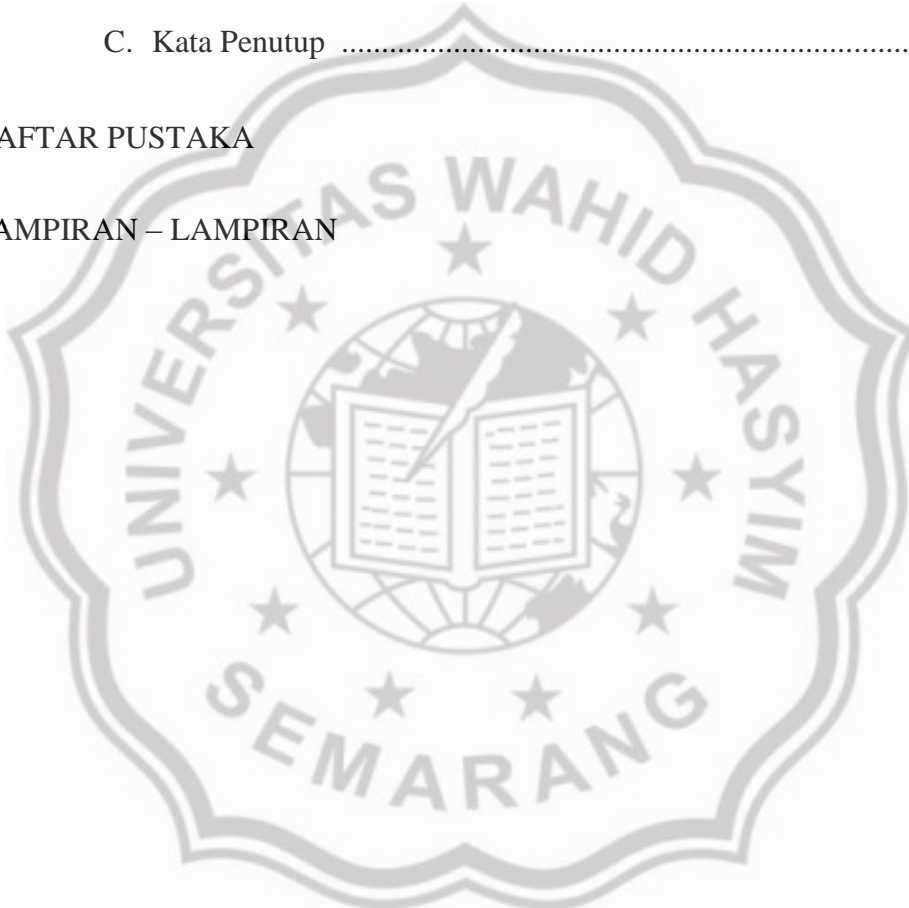 C. Kata Penutup ......................................................................
AFTAR PUSTAKA
AMPIRAN – LAMPIRAN
UNIVERSITAS WAHID HASYIM
SEMARANG